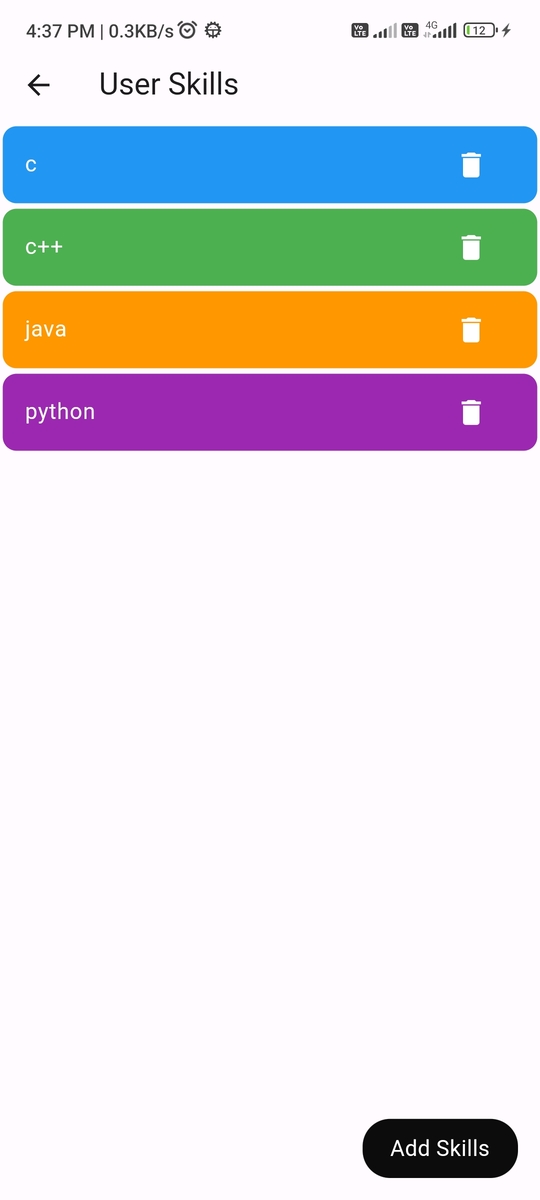 4:37 PM | 0.3KB/s Vo LTE Vo LTE 4G 12
User Skills
c
c++
java
python
Add Skills